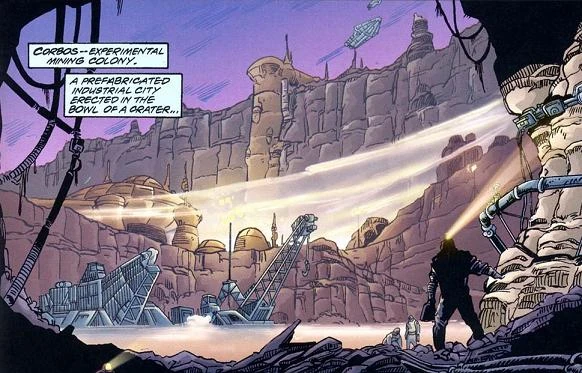 CORBOS--EXPERIMENTAL
MINING COLONY.
A PREFABRICATED
INDUSTRIAL CITY
ERECTED IN THE
BOWL OF A CRATER...